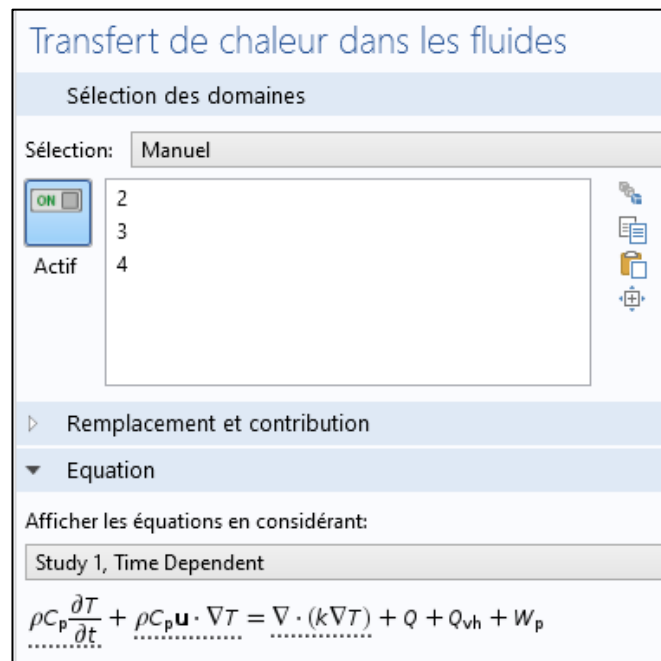 Transfert de chaleur dans les fluides
Sélection des domaines
Sélection: Manuel
ON
Actif
2
3
4
Remplacement et contribution
Equation
Afficher les équations en considérant:
Study 1, Time Dependent
ρCₚ ∂T/∂t + ρCₚ𝐮 · ∇T = ∇ · (k∇T) + Q + Qvh + Wₚ